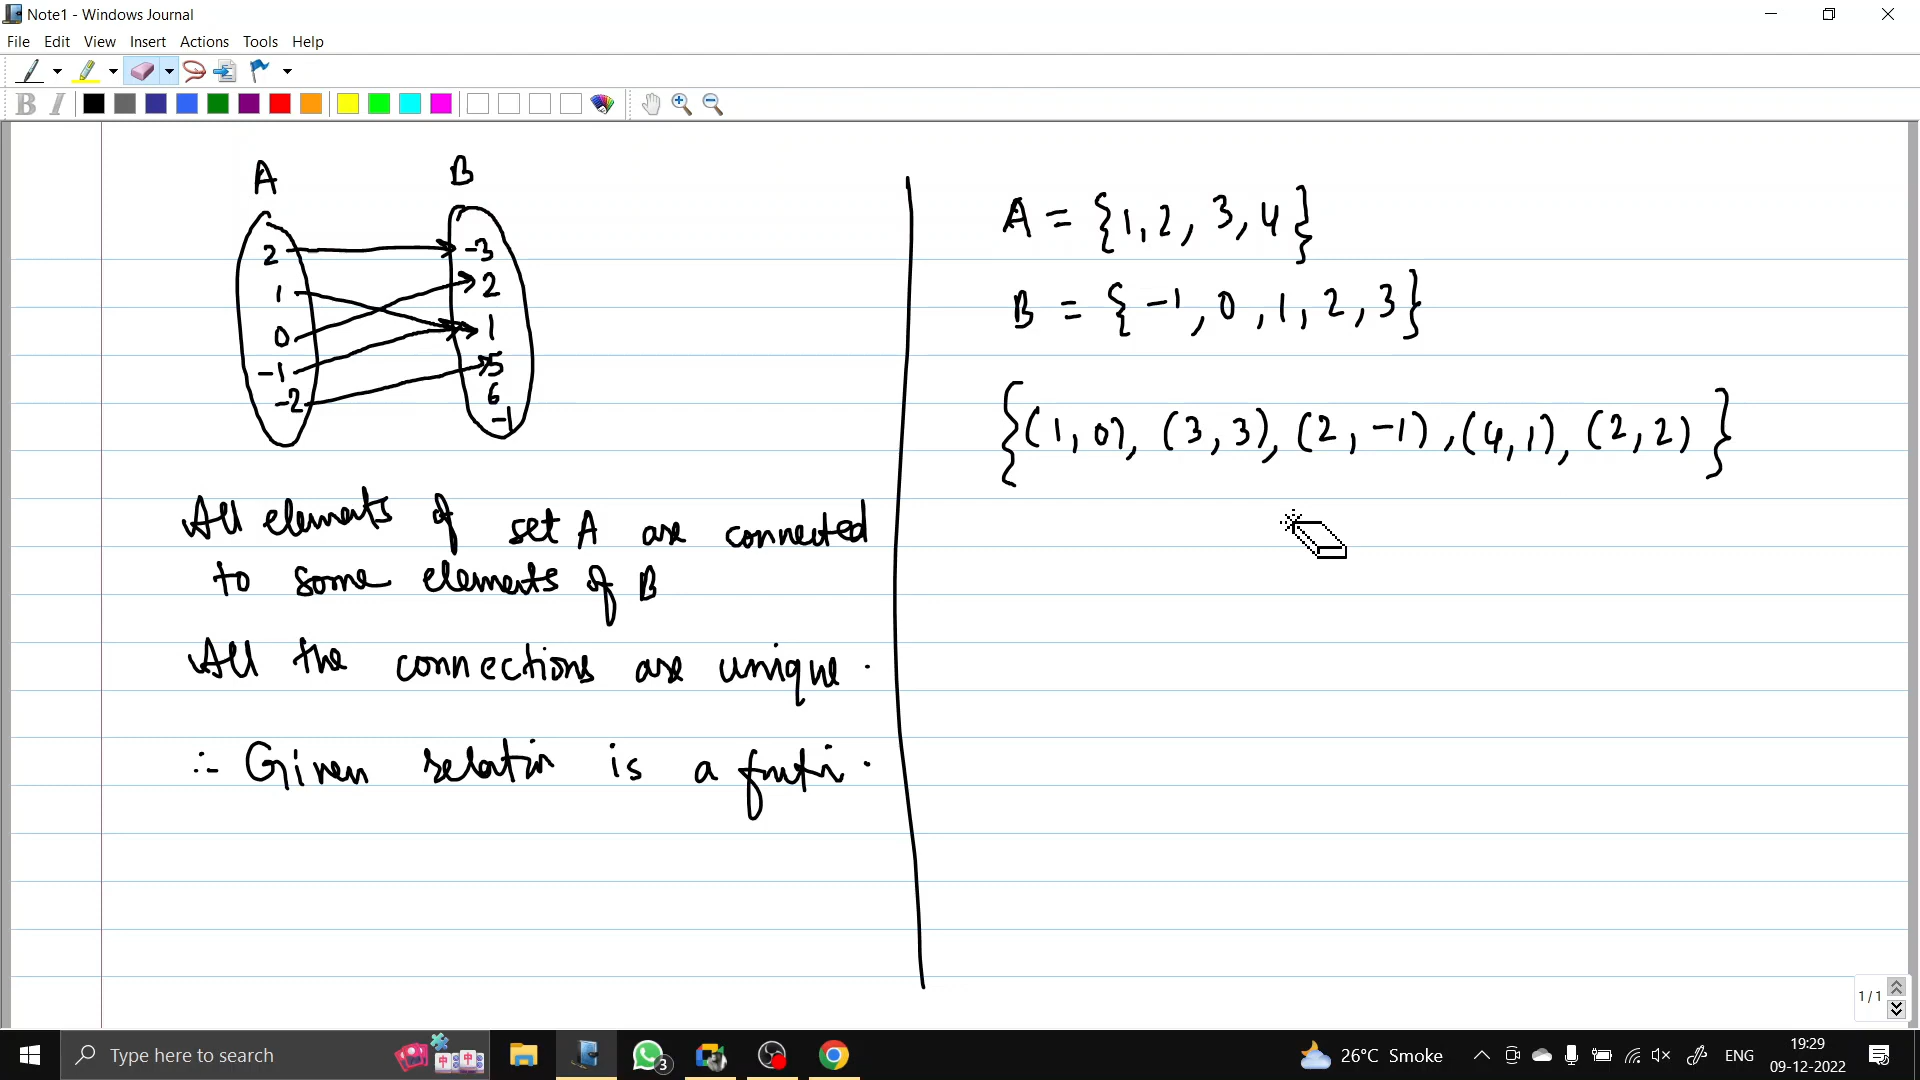 Note1 - Windows Journal
File Edit View Insert Actions Tools Help
B I
A B
2 -3
1 2
0 1
-1 5
-2 6
-1
All elements of set A are connected
to some elements of B
All the connections are unique.
∴ Given relation is a
A = {1, 2, 3, 4}
B = {-1, 0, 1, 2, 3}
{(1, 0), (3, 3), (2, -1), (4, 1), (2, 2)}
1 / 1
Type here to search
3
26°C Smoke
ENG
19:29
09-12-2022